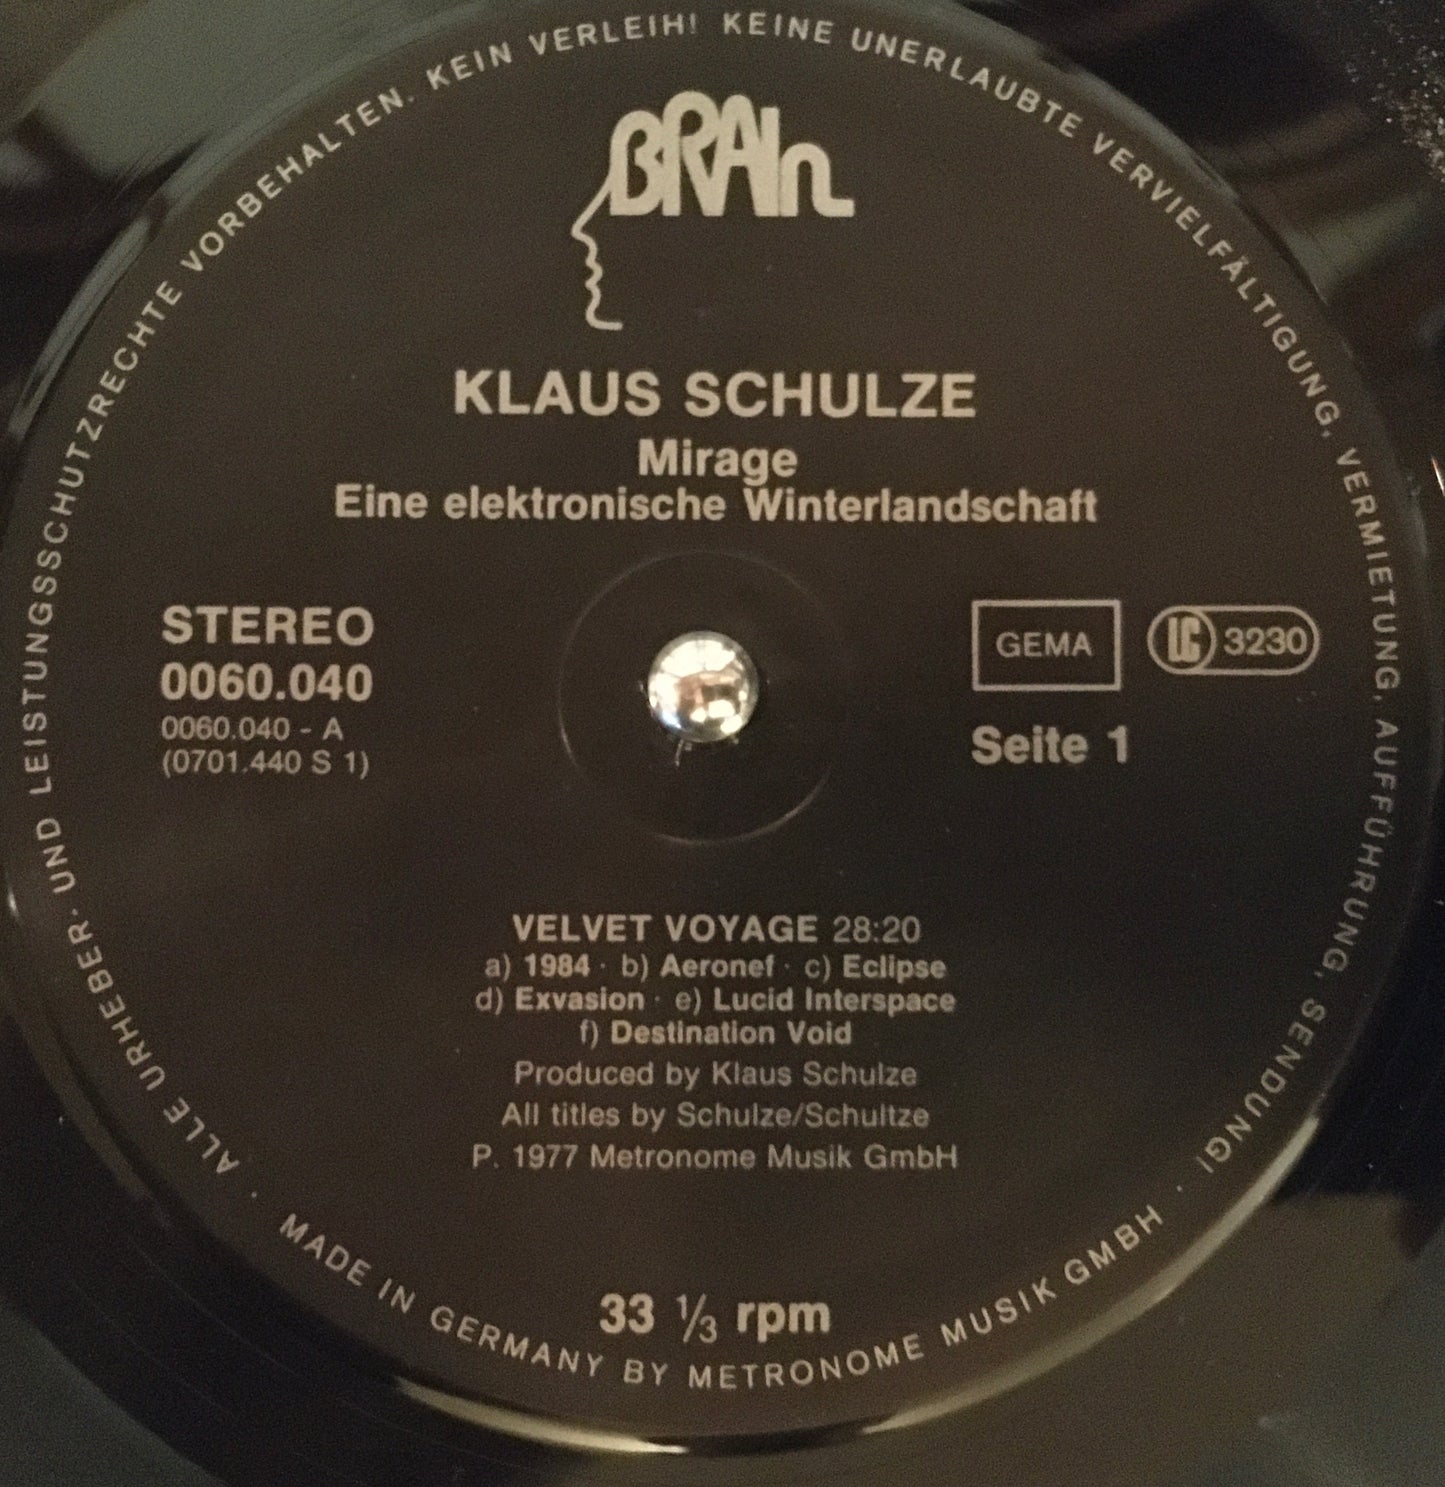 ALLE URHEBER- UND LEISTUNGSSCHUTZRECHTE VORBEHALTEN. KEIN VERLEIH! KEINE UNERLAUBTE VERVIELFÄLTIGUNG, VERMIETUNG, AUFFÜHRUNG, SENDUNG!
BRAIn
KLAUS SCHULZE
Mirage
Eine elektronische Winterlandschaft
STEREO
0060.040
0060.040 - A
(0701.440 S 1)
GEMA
LC 3230
Seite 1
VELVET VOYAGE 28:20
a) 1984 · b) Aeronef · c) Eclipse
d) Exvasion · e) Lucid Interspace
f) Destination Void
Produced by Klaus Schulze
All titles by Schulze/Schultze
P. 1977 Metronome Musik GmbH
33 1/3 rpm
· MADE IN GERMANY BY METRONOME MUSIK GMBH ·